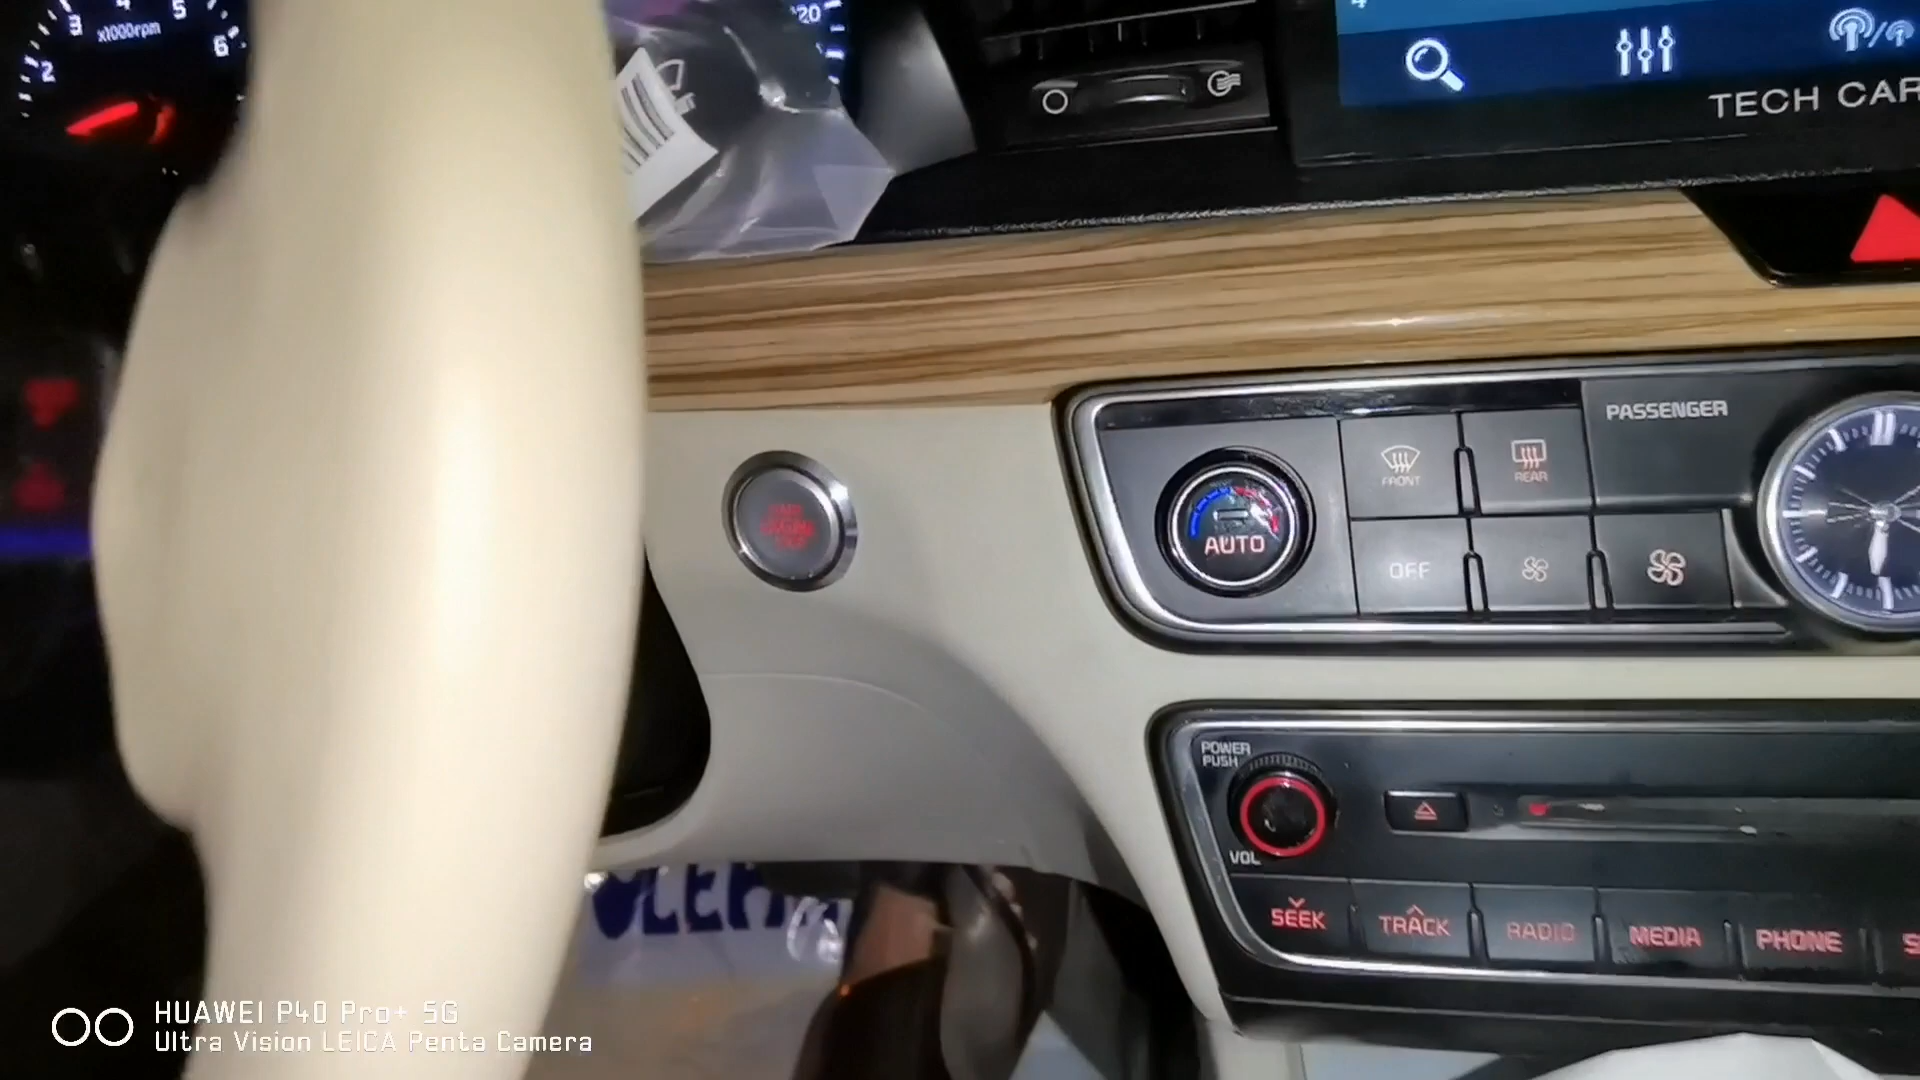 3
4
5
x1000rpm
6
2
20
TECH CAR
PASSENGER
FRONT
REAR
AUTO
OFF
POWER
PUSH
VOL
SEEK
TRACK
RADIO
MEDIA
PHONE
HUAWEI P40 Pro+ 5G
Ultra Vision LEICA Penta Camera